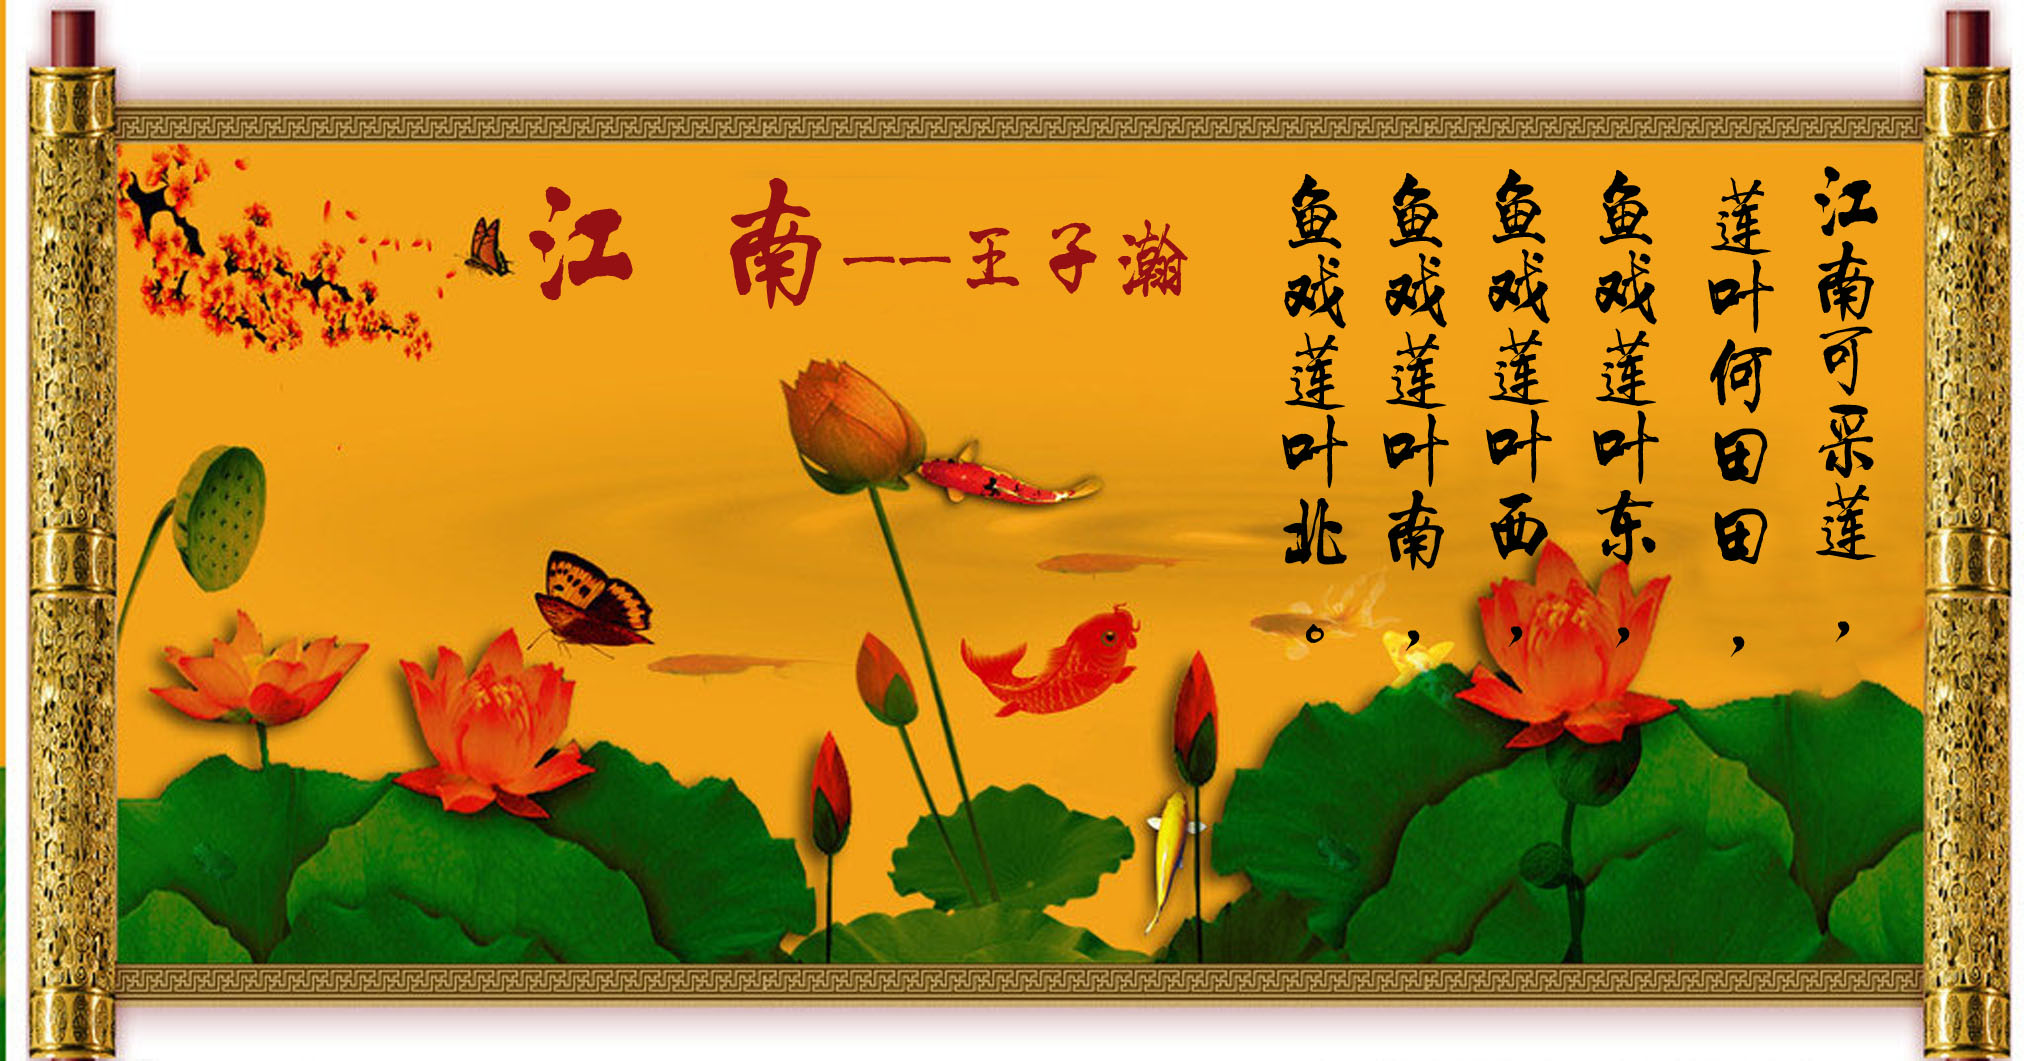 江南——王子瀚
江南可采莲，
莲叶何田田，
鱼戏莲叶东，
鱼戏莲叶西，
鱼戏莲叶南，
鱼戏莲叶北。